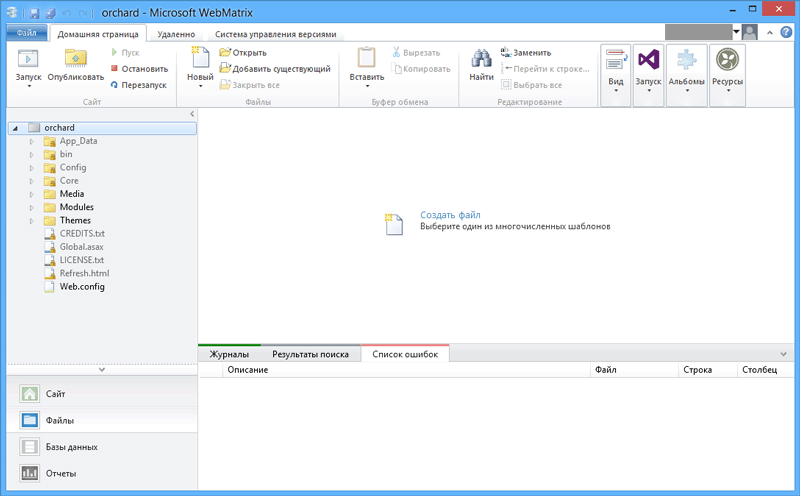 orchard - Microsoft WebMatrix
Файл Домашняя страница Удаленно Система управления версиями
Запуск
Опубликовать
Пуск
Остановить
Перезапуск
Сайт
Новый
Открыть
Добавить существующий
Закрыть все
Файлы
Вставить
Вырезать
Копировать
Буфер обмена
Найти
Заменить
Перейти к строке...
Выбрать все
Редактирование
Вид
Запуск
Альбомы
Ресурсы
orchard
App_Data
bin
Config
Core
Media
Modules
Themes
CREDITS.txt
Global.asax
LICENSE.txt
Refresh.html
Web.config
Сайт
Файлы
Базы данных
Отчеты
Создать файл
Выберите один из многочисленных шаблонов
Журналы Результаты поиска Список ошибок
Описание Файл Строка Столбец